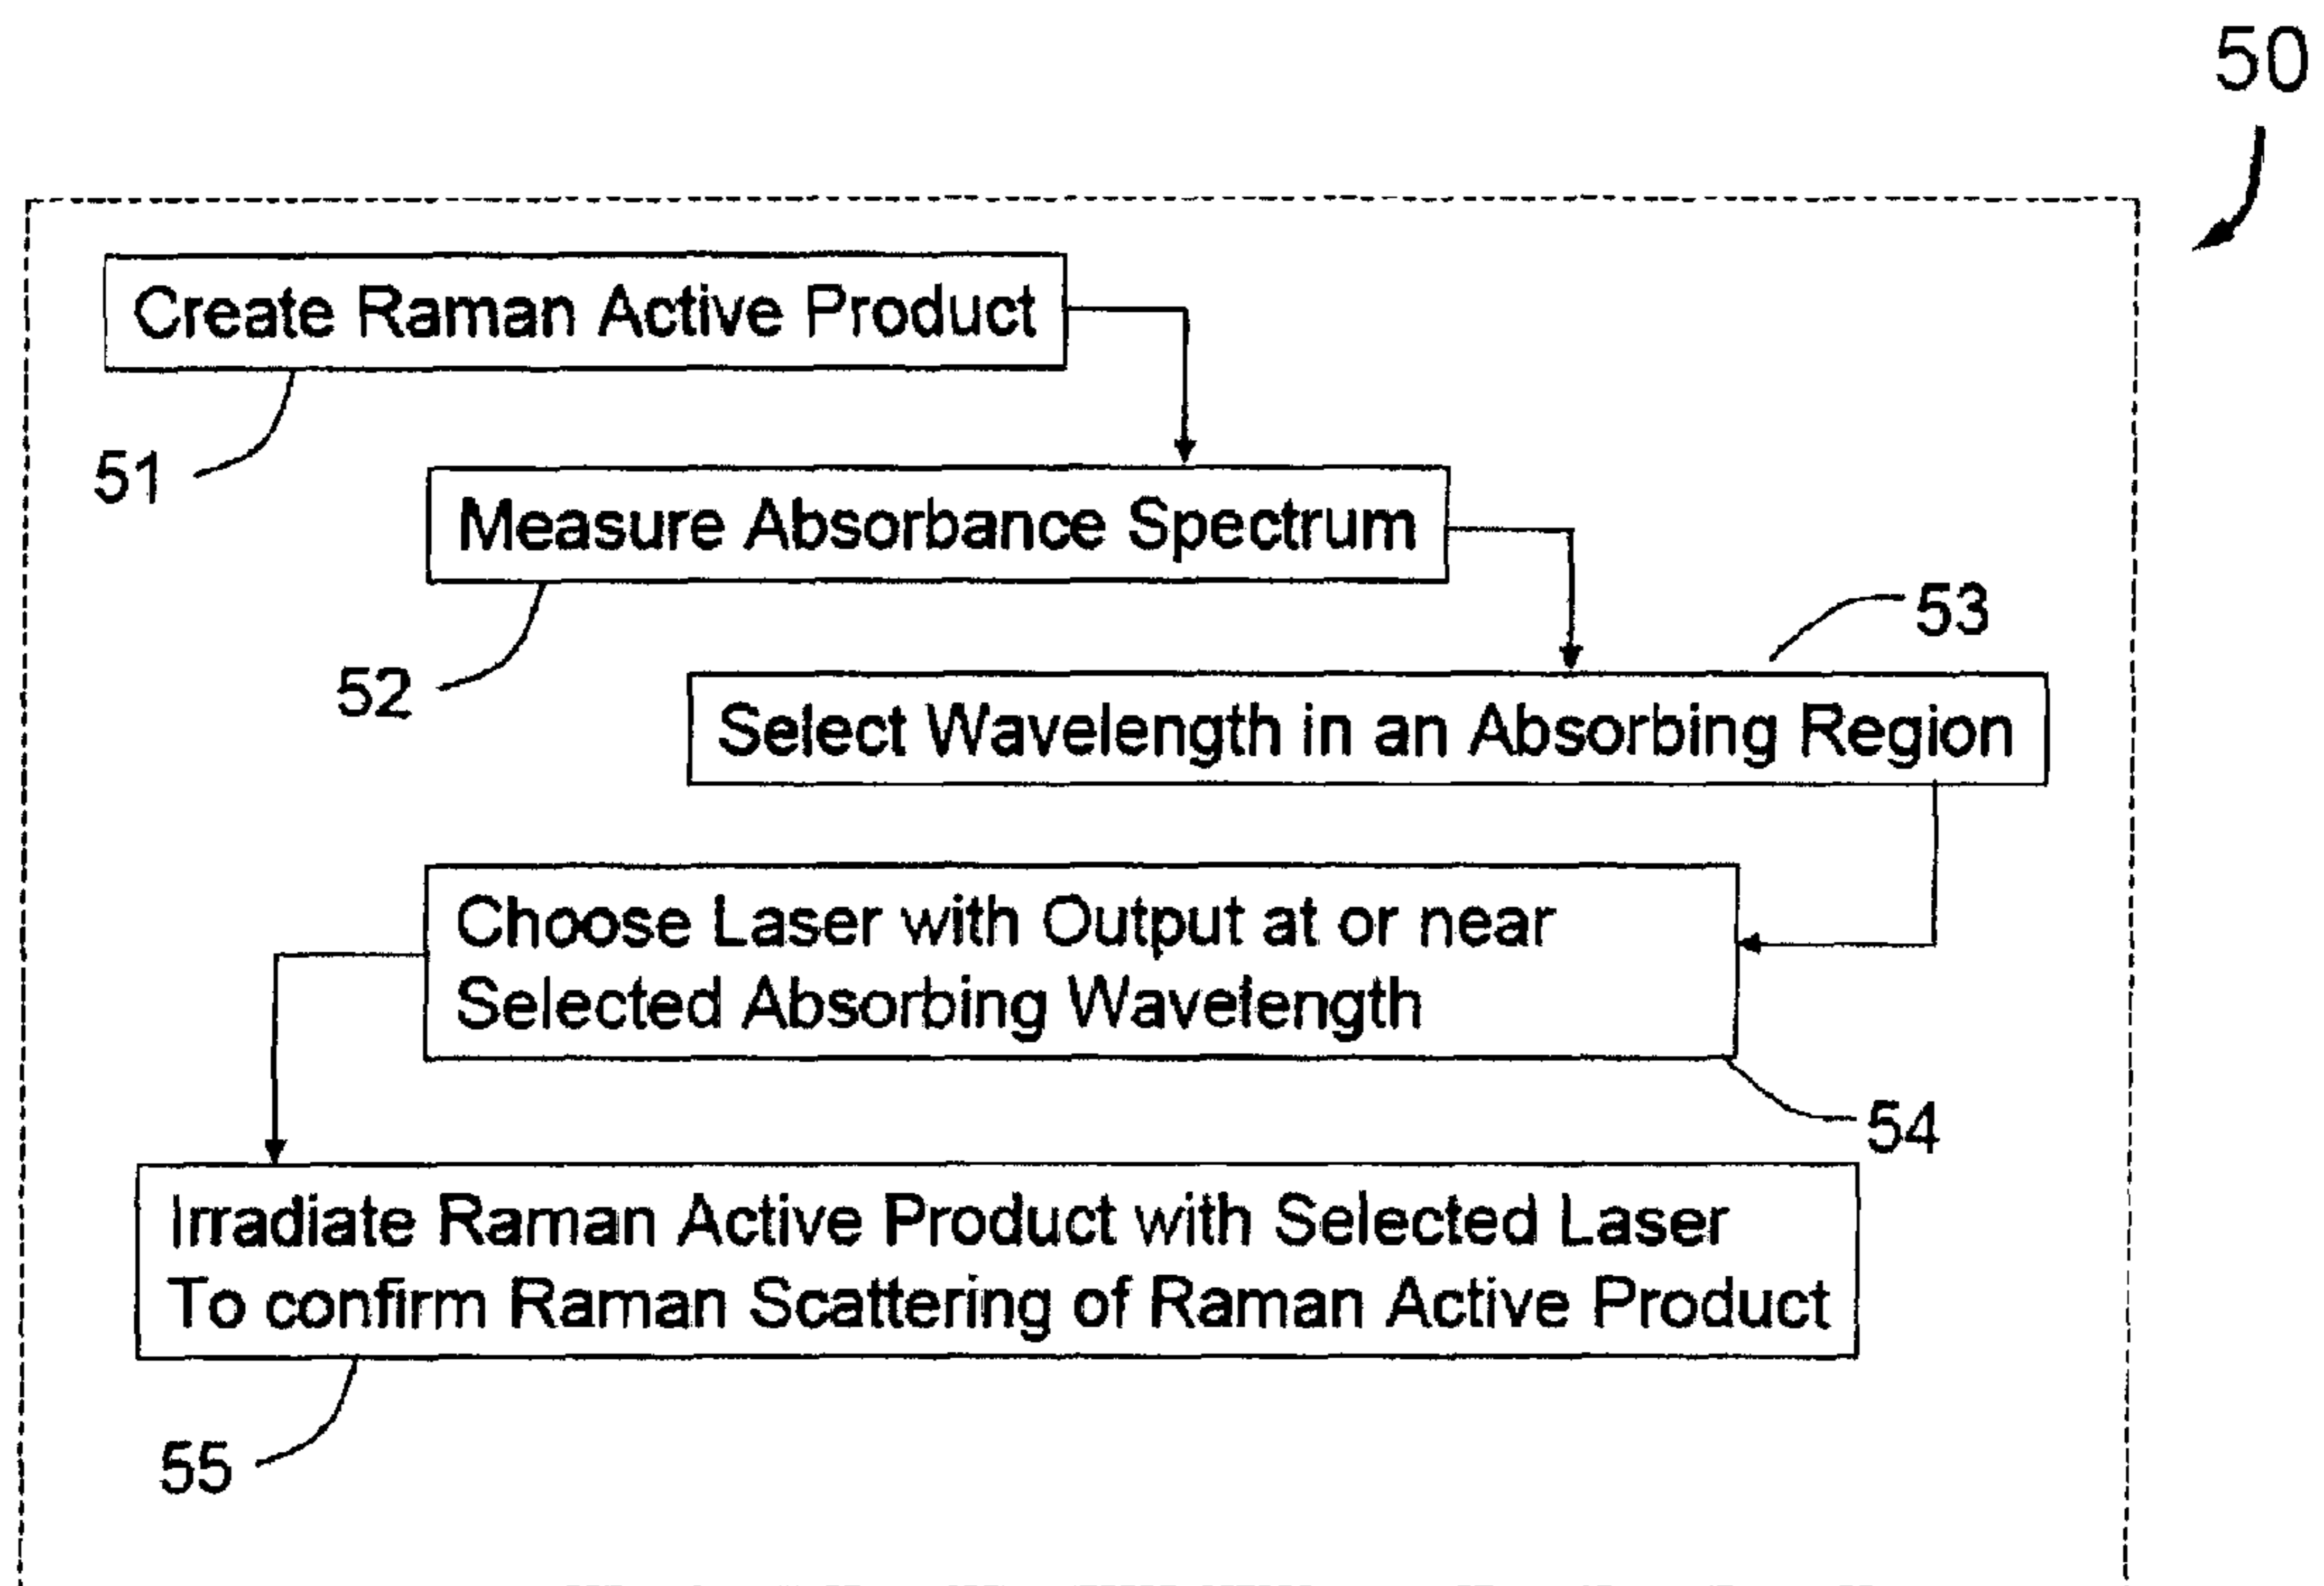 50
Create Raman Active Product
51
Measure Absorbance Spectrum
52
53
Select Wavelength in an Absorbing Region
Choose Laser with Output at or near
Selected Absorbing Wavelength
54
Irradiate Raman Active Product with Selected Laser
To confirm Raman Scattering of Raman Active Product
55